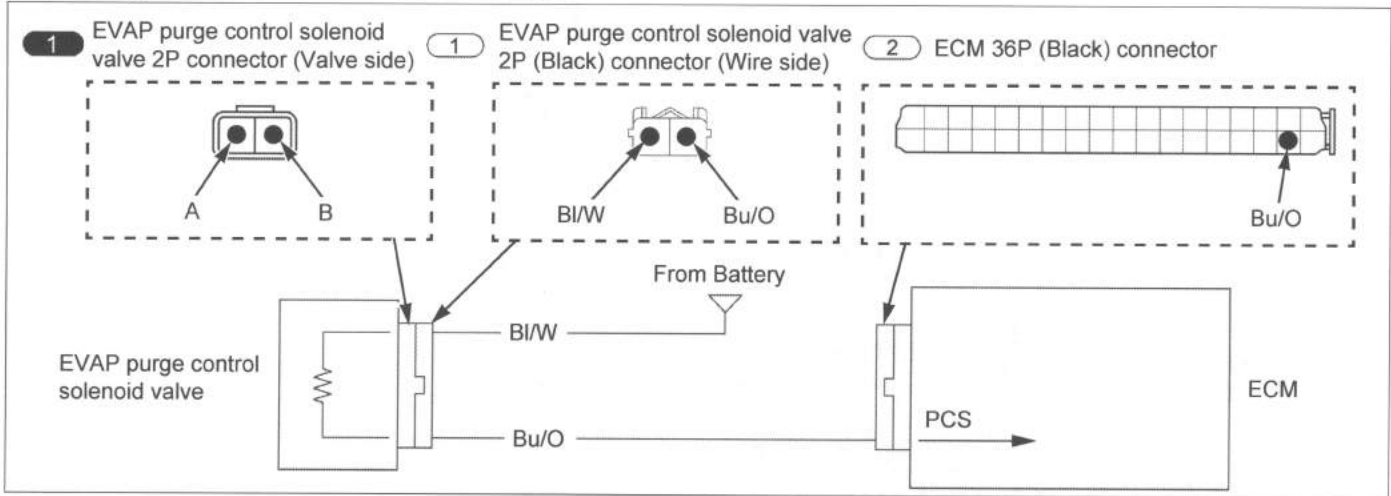 1 EVAP purge control solenoid
valve 2P connector (Valve side)
1 EVAP purge control solenoid valve
2P (Black) connector (Wire side)
2 ECM 36P (Black) connector
A B
Bl/W Bu/O
Bu/O
From Battery
Bl/W
EVAP purge control
solenoid valve
ECM
PCS
Bu/O